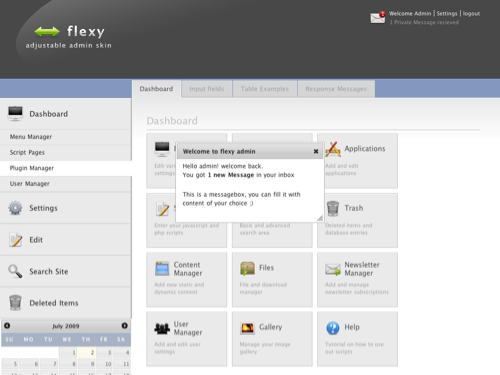 flexy
adjustable admin skin
Welcome Admin | Settings | logout
1 Private Message recieved
Dashboard
Input fields
Table Examples
Response Messages
Dashboard
Menu Manager
Script Pages
Plugin Manager
User Manager
Settings
Edit
Search Site
Deleted Items
July 2009
SU MO TU WE TH FR SA
1 2 3 4
5 6 7 8 9 10 11
Dashboard
Welcome to flexy admin
Hello admin! welcome back.
You got 1 new Message in your inbox
This is a messagebox, you can fill it with
content of your choice ;)
Applications
Add and edit
applications
Enter your javascript and
php scripts
Basic and advanced
search area
Trash
Deleted items and
database entries
Content
Manager
Add new static and
dynamic content
Files
File and download
manager
Newsletter
Manager
Add and manage
newsletter subscriptions
User
Manager
Add and edit user
settings
Gallery
Manage your image
gallery
Help
Tutorial on how to use
out scripts